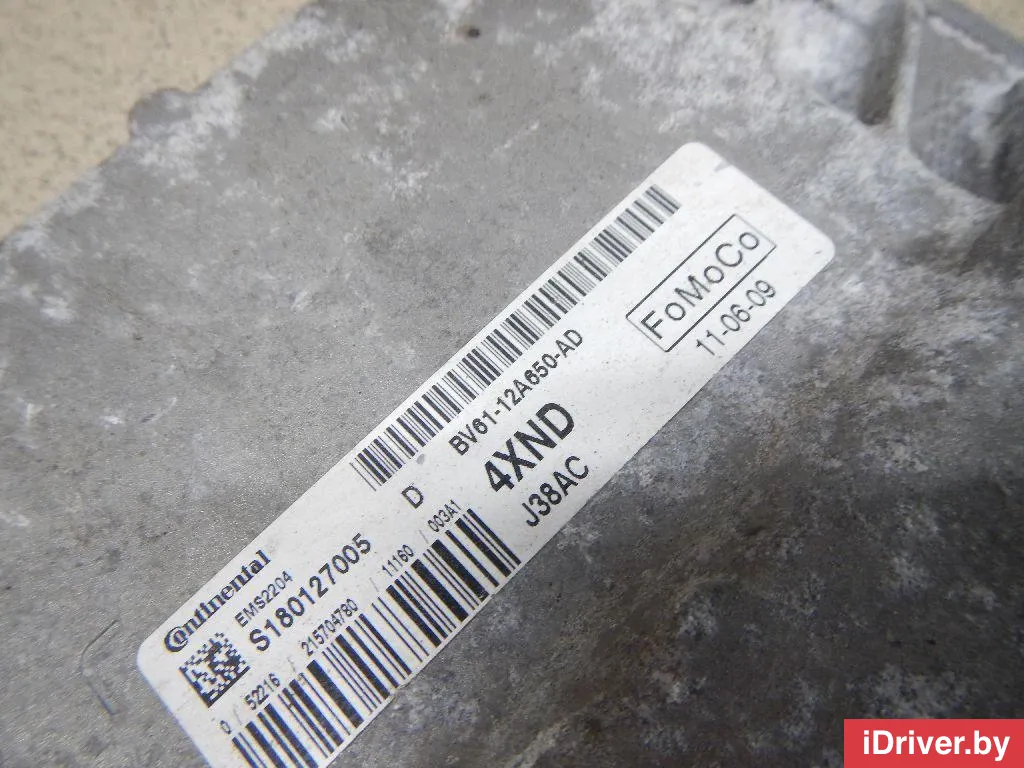 FoMoCo
11-06-09
BV61-12A650-AD
D
4XND
J38AC
Continental
EMS2204
S180127005
0 / 52216 / 215704780 / 11160 / 003A1
iDriver.by